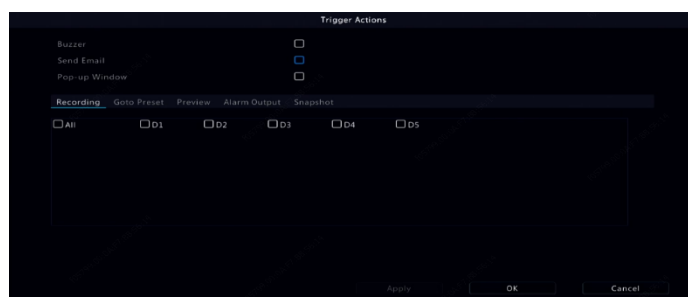 Trigger Actions
Buzzer
Send Email
Pop-up Window
Recording Goto Preset Preview Alarm Output Snapshot
All D1 D2 D3 D4 D5
Apply OK Cancel